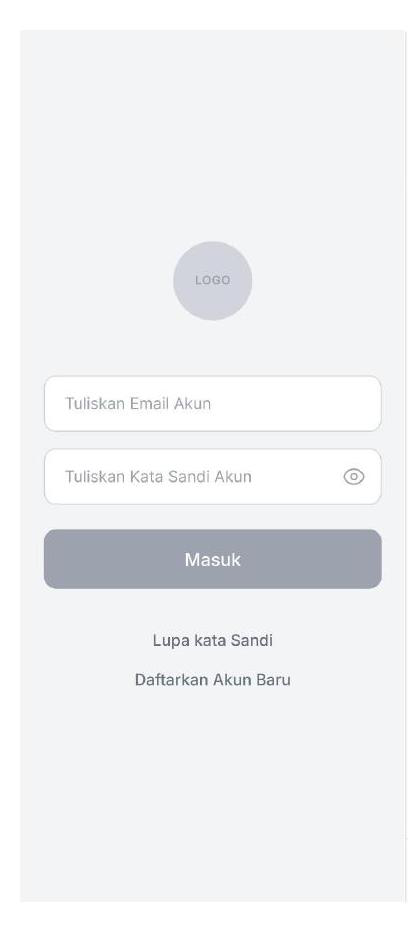 LOGO
Tuliskan Email Akun
Tuliskan Kata Sandi Akun
Masuk
Lupa kata Sandi
Daftarkan Akun Baru